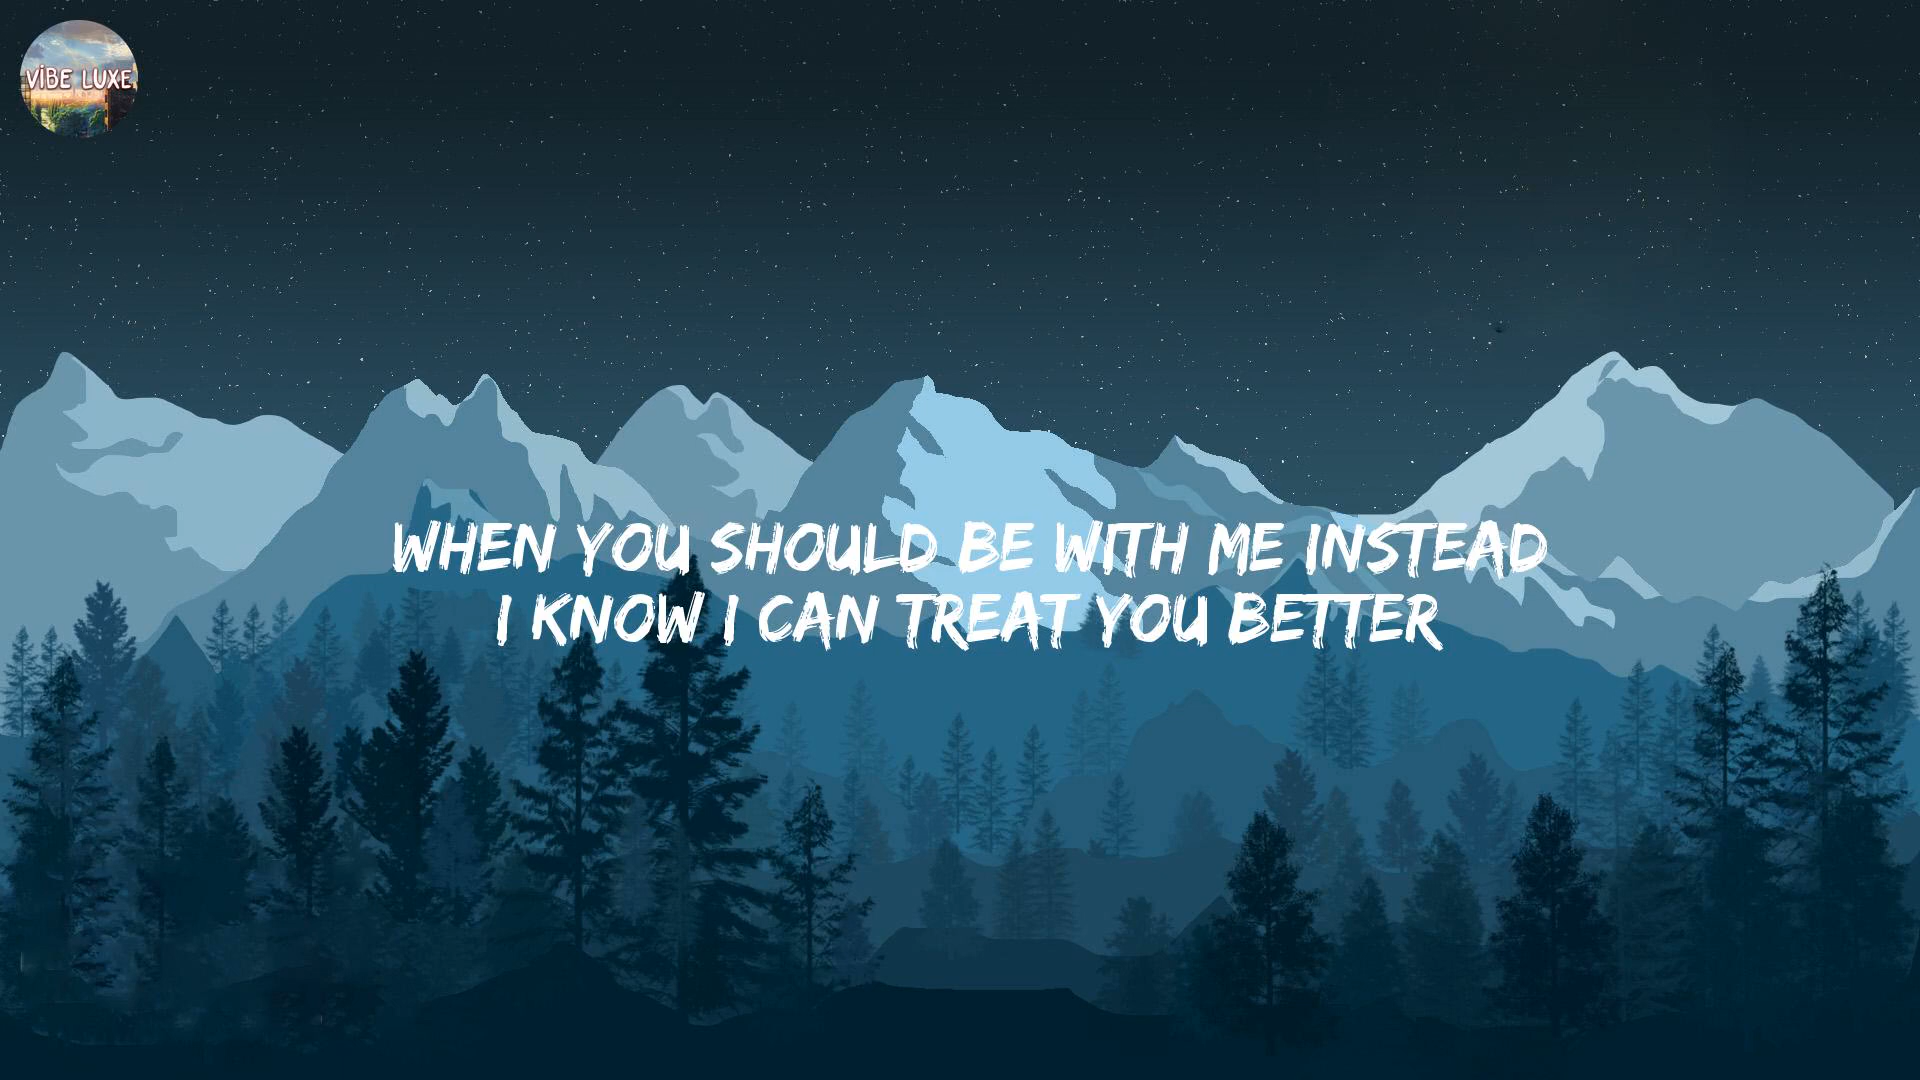 VIBE LUXE
WHEN YOU SHOULD BE WITH ME INSTEAD
I KNOW I CAN TREAT YOU BETTER